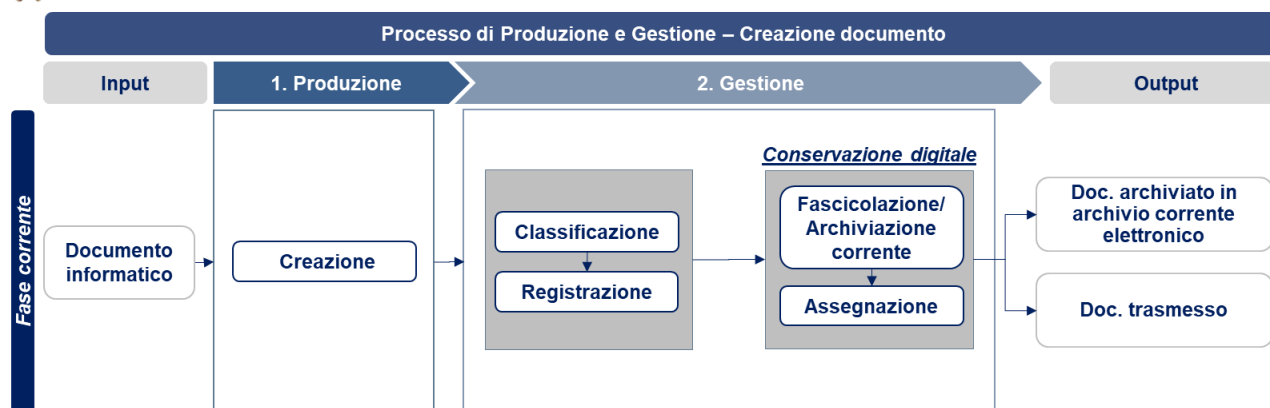 Processo di Produzione e Gestione – Creazione documento
Input
1. Produzione
2. Gestione
Output
Fase corrente
Documento
informatico
Creazione
Classificazione
Registrazione
Conservazione digitale
Fascicolazione/
Archiviazione
corrente
Assegnazione
Doc. archiviato in
archivio corrente
elettronico
Doc. trasmesso